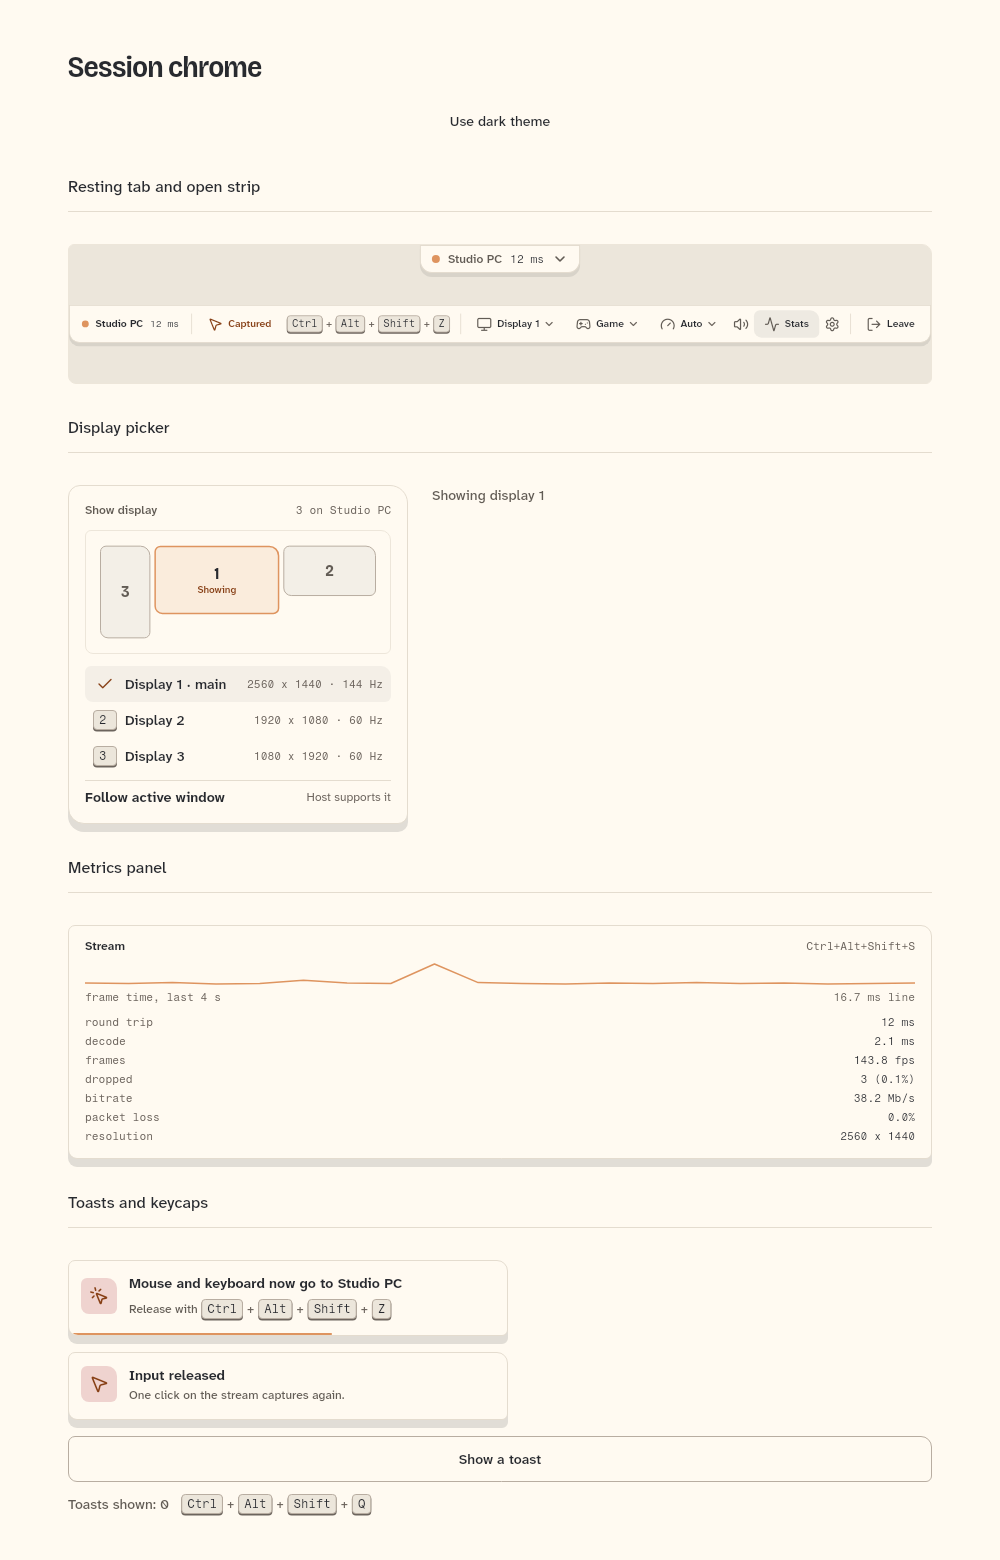 Session chrome
Use dark theme
Resting tab and open strip
Studio PC 12 ms
Studio PC 12 ms Captured Ctrl + Alt + Shift + Z Display 1 Game Auto Stats Leave
Display picker
Show display 3 on Studio PC
Showing display 1
3
1
Showing
2
Display 1 · main 2560 x 1440 · 144 Hz
2 Display 2 1920 x 1080 · 60 Hz
3 Display 3 1080 x 1920 · 60 Hz
Follow active window Host supports it
Metrics panel
Stream Ctrl+Alt+Shift+S
frame time, last 4 s 16.7 ms line
round trip 12 ms
decode 2.1 ms
frames 143.8 fps
dropped 3 (0.1%)
bitrate 38.2 Mb/s
packet loss 0.0%
resolution 2560 x 1440
Toasts and keycaps
Mouse and keyboard now go to Studio PC
Release with Ctrl + Alt + Shift + Z
Input released
One click on the stream captures again.
Show a toast
Toasts shown: 0 Ctrl + Alt + Shift + Q